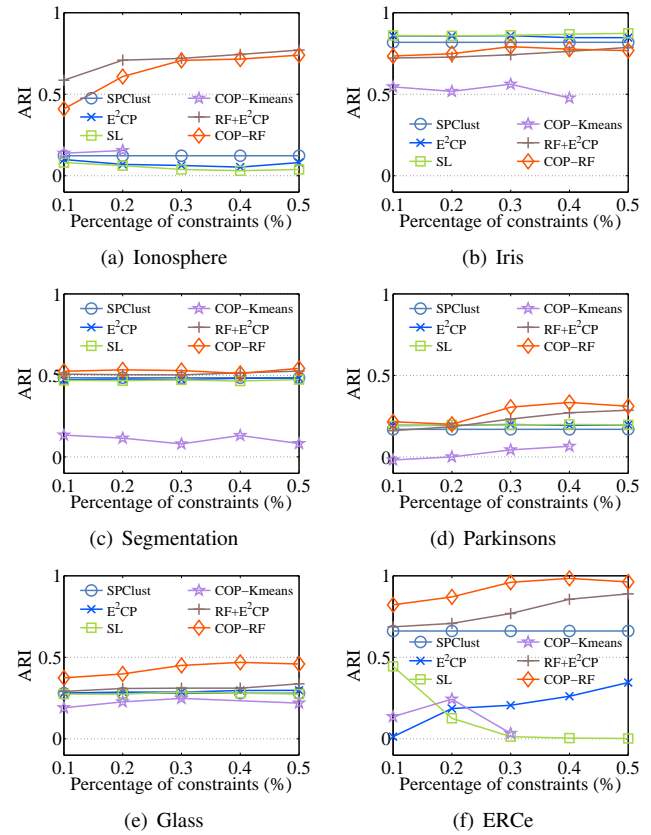 1
0.5
0
ARI
SPClust
E²CP
SL
COP−Kmeans
RF+E²CP
COP−RF
0.1 0.2 0.3 0.4 0.5
Percentage of constraints (%)
(a) Ionosphere
1
0.5
0
ARI
SPClust
E²CP
SL
COP−Kmeans
RF+E²CP
COP−RF
0.1 0.2 0.3 0.4 0.5
Percentage of constraints (%)
(b) Iris
1
0.5
0
ARI
SPClust
E²CP
SL
COP−Kmeans
RF+E²CP
COP−RF
0.1 0.2 0.3 0.4 0.5
Percentage of constraints (%)
(c) Segmentation
1
0.5
0
ARI
SPClust
E²CP
SL
COP−Kmeans
RF+E²CP
COP−RF
0.1 0.2 0.3 0.4 0.5
Percentage of constraints (%)
(d) Parkinsons
1
0.5
0
ARI
SPClust
E²CP
SL
COP−Kmeans
RF+E²CP
COP−RF
0.1 0.2 0.3 0.4 0.5
Percentage of constraints (%)
(e) Glass
1
0.5
0
ARI
SPClust
E²CP
SL
COP−Kmeans
RF+E²CP
COP−RF
0.1 0.2 0.3 0.4 0.5
Percentage of constraints (%)
(f) ERCe